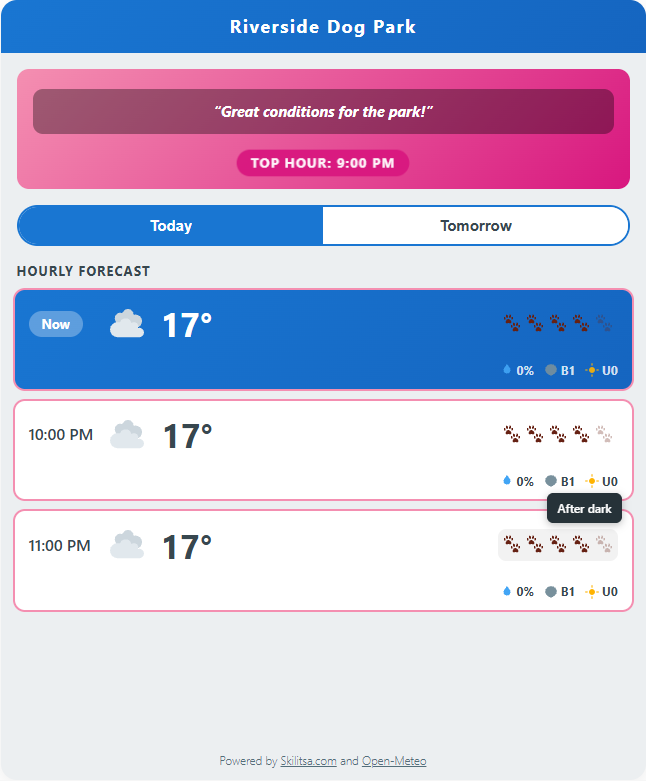 Riverside Dog Park
“Great conditions for the park!”
TOP HOUR: 9:00 PM
Today Tomorrow
HOURLY FORECAST
Now 17°
0% B1 U0
10:00 PM 17°
0% B1 U0
After dark
11:00 PM 17°
0% B1 U0
Powered by Skilitsa.com and Open-Meteo